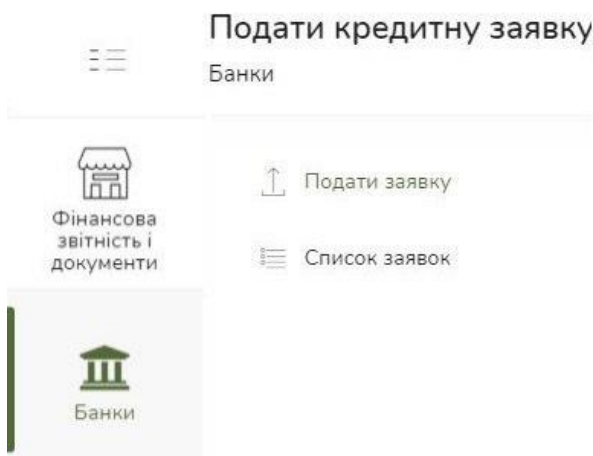 Подати кредитну заявку
Банки
Фінансова
звітність і
документи
Банки
Подати заявку
Список заявок